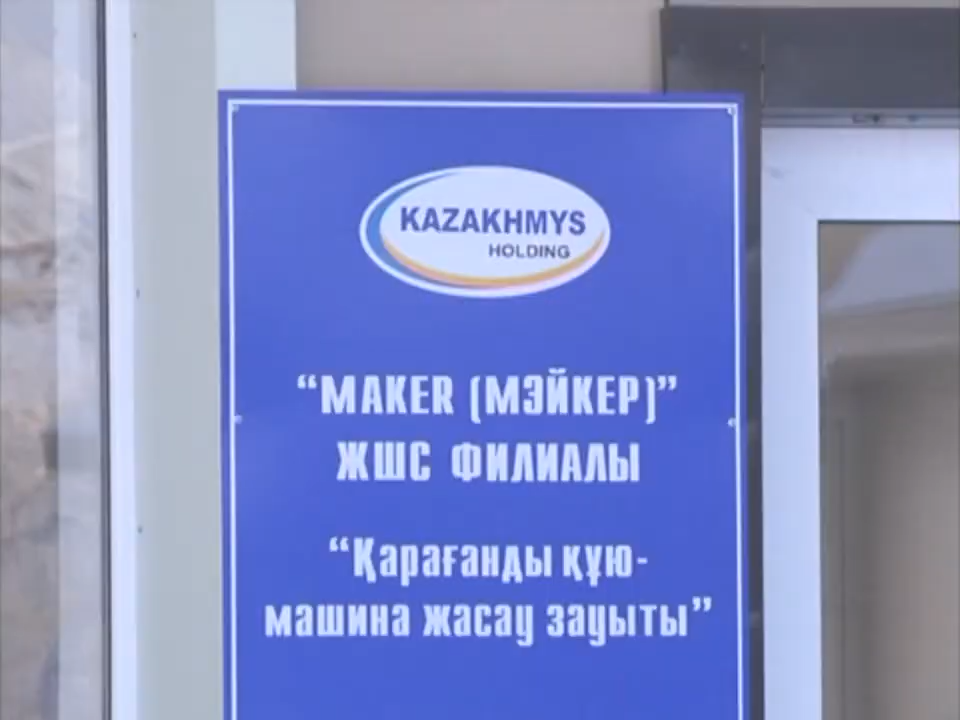 KAZAKHMYS
HOLDING
“MAKER (МЭЙКЕР)”
ЖШС ФИЛИАЛЫ
“Қарағанды құю-
машина жасау зауыты”